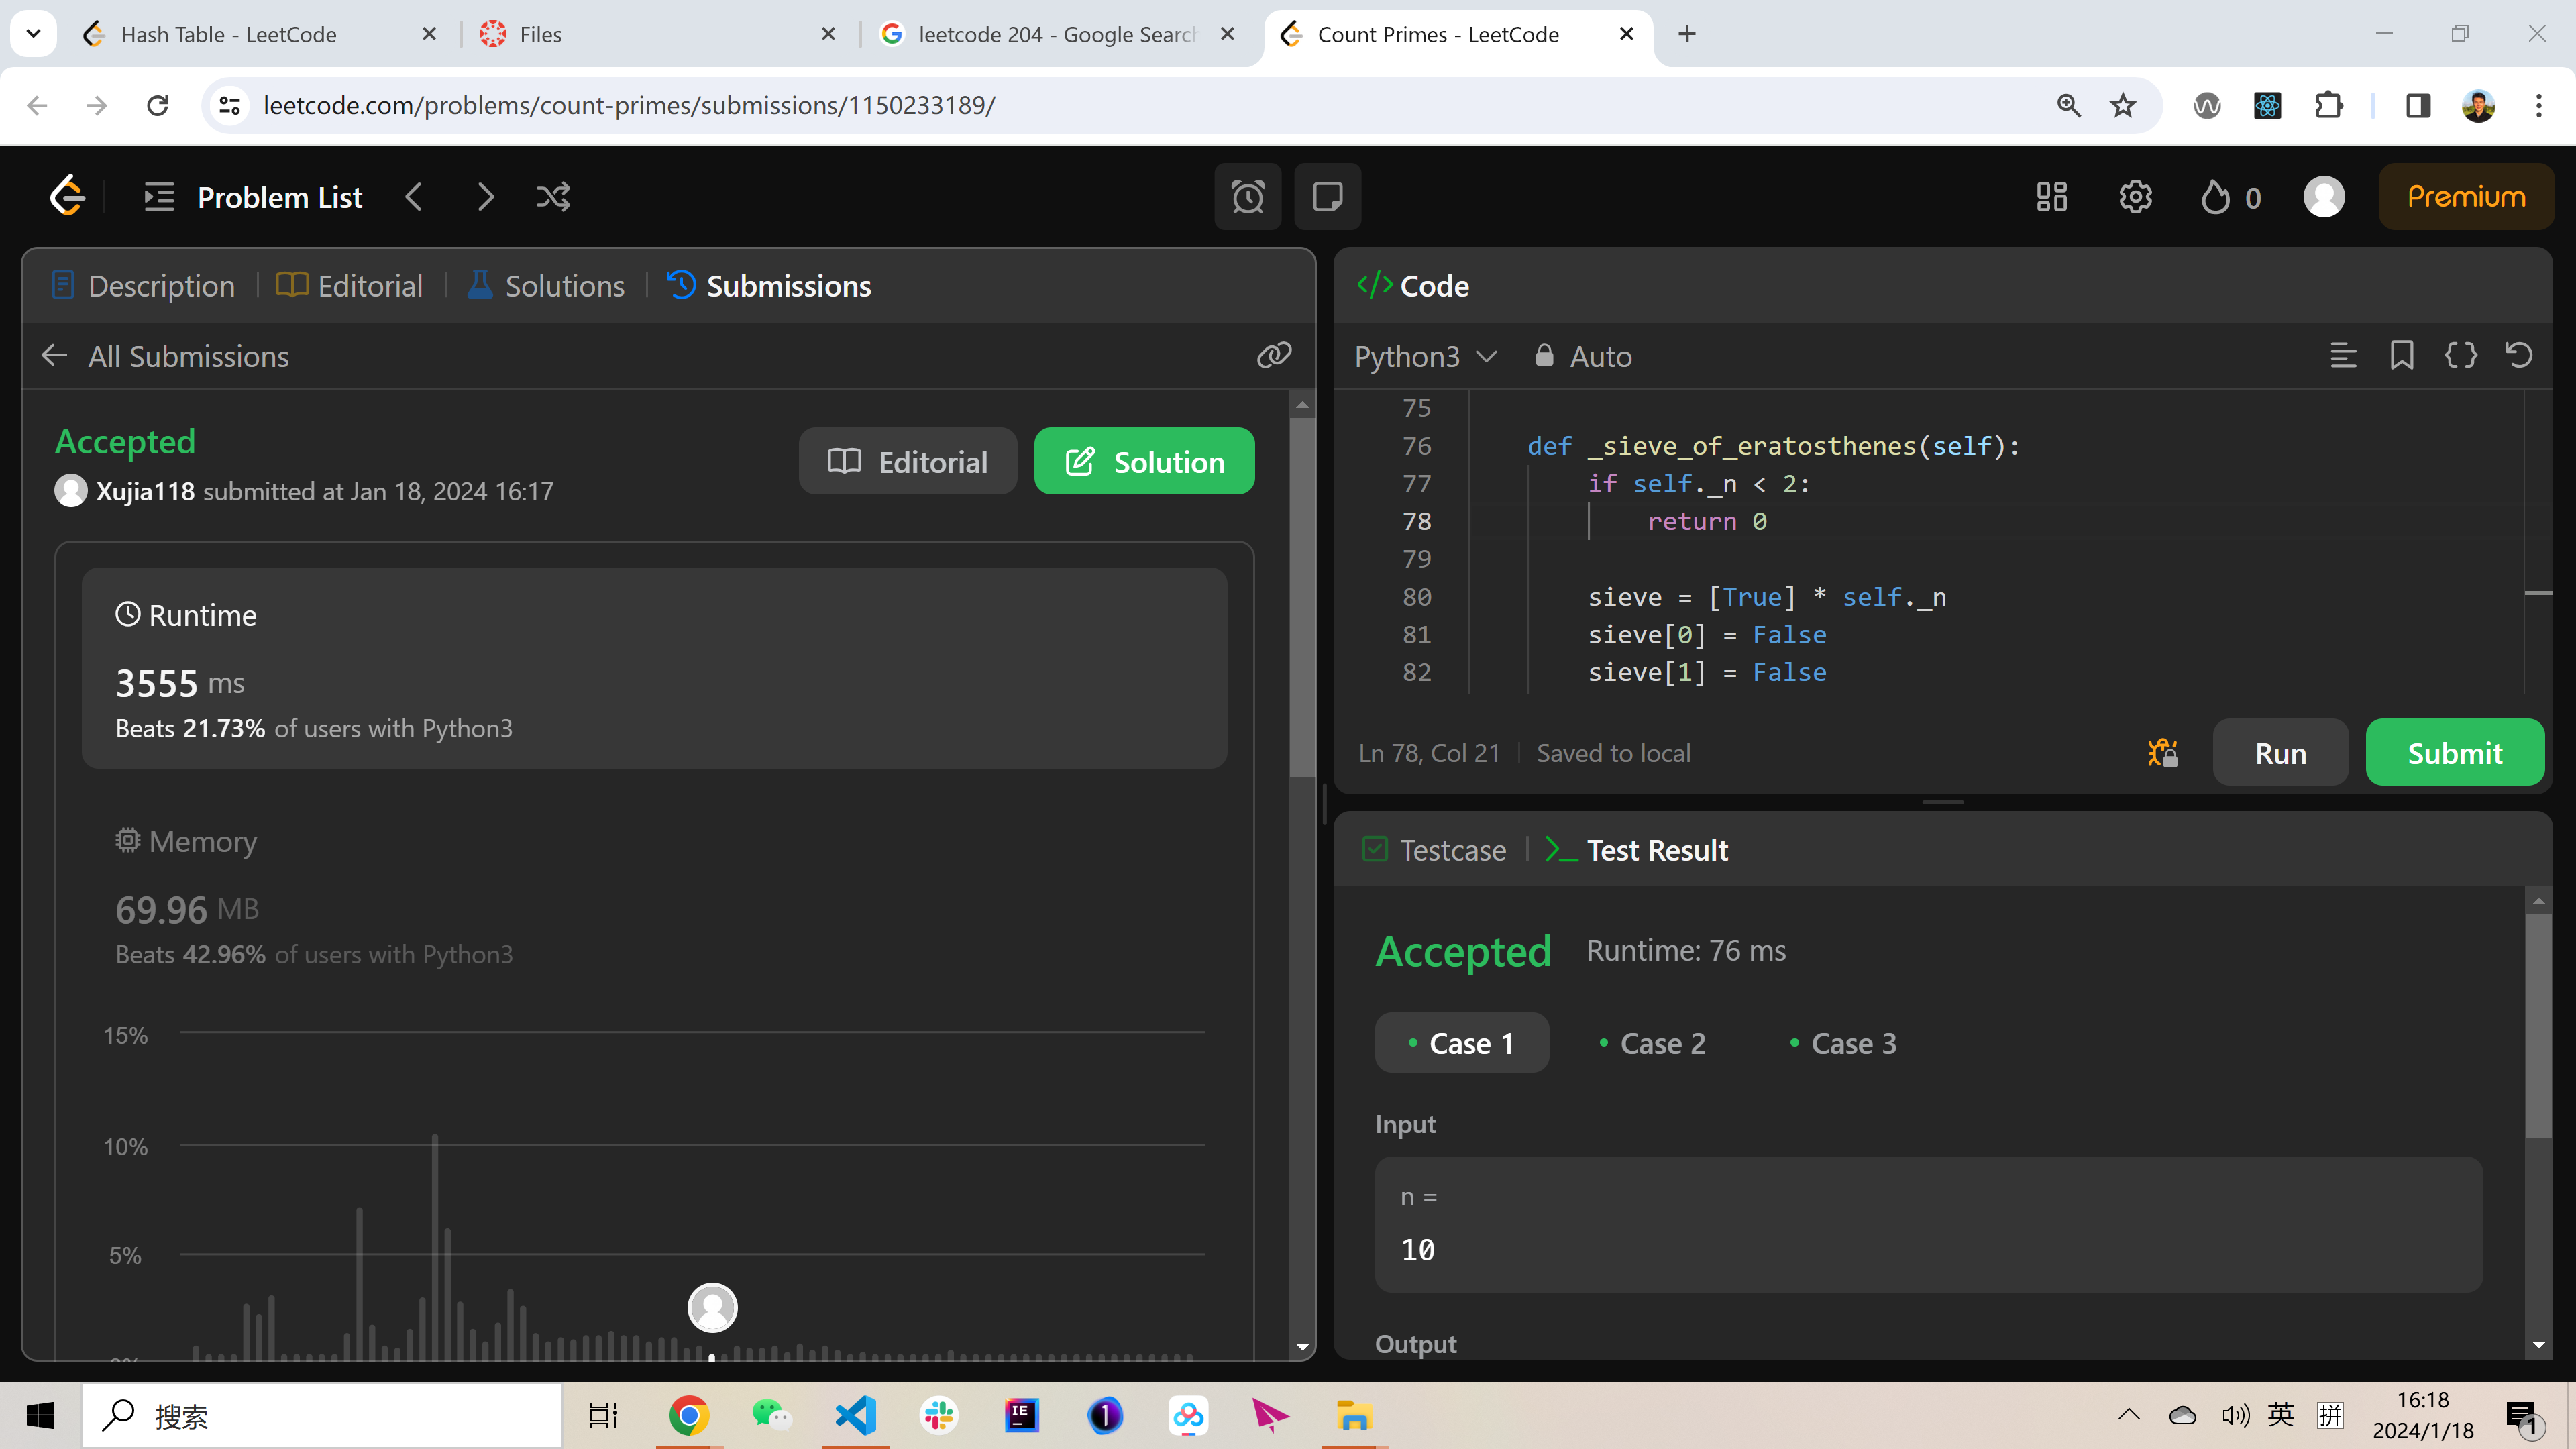 Hash Table - LeetCode
Files
leetcode 204 - Google Search
Count Primes - LeetCode
leetcode.com/problems/count-primes/submissions/1150233189/
Problem List
0
Premium
Description
Editorial
Solutions
Submissions
All Submissions
Accepted
Editorial
Solution
Xujia118 submitted at Jan 18, 2024 16:17
Runtime
3555 ms
Beats 21.73% of users with Python3
Memory
69.96 MB
Beats 42.96% of users with Python3
15%
10%
5%
Code
Python3
Auto
75
76 def _sieve_of_eratosthenes(self):
77 if self._n < 2:
78 return 0
79
80 sieve = [True] * self._n
81 sieve[0] = False
82 sieve[1] = False
Ln 78, Col 21
Saved to local
Run
Submit
Testcase
Test Result
Accepted
Runtime: 76 ms
Case 1
Case 2
Case 3
Input
n =
10
Output
搜索
IE
1
英
拼
16:18
2024/1/18
1